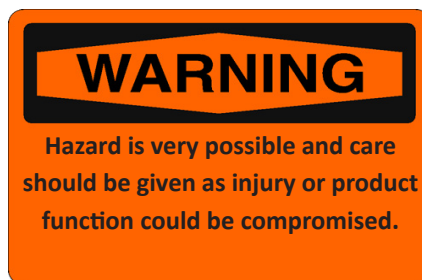 WARNING
Hazard is very possible and care
should be given as injury or product
function could be compromised.